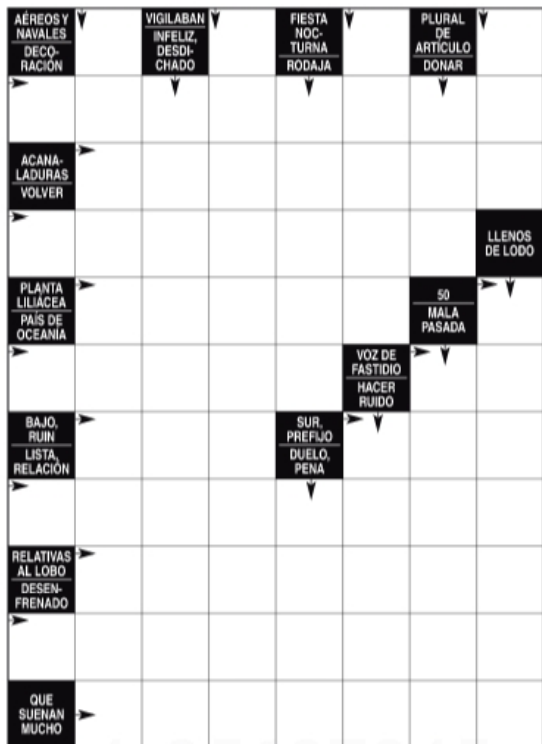 AÉREOS Y
NAVALES
DECO-
RACIÓN
VIGILABAN
INFELIZ,
DESDI-
CHADO
FIESTA
NOC-
TURNA
RODAJA
PLURAL
DE
ARTÍCULO
DONAR
ACANA-
LADURAS
VOLVER
LLENOS
DE LODO
PLANTA
LILIÁCEA
PAÍS DE
OCEANÍA
50
MALA
PASADA
VOZ DE
FASTIDIO
HACER
RUIDO
BAJO,
RUIN
LISTA,
RELACIÓN
SUR,
PREFIJO
DUELO,
PENA
RELATIVAS
AL LOBO
DESEN-
FRENADO
QUE
SUENAN
MUCHO